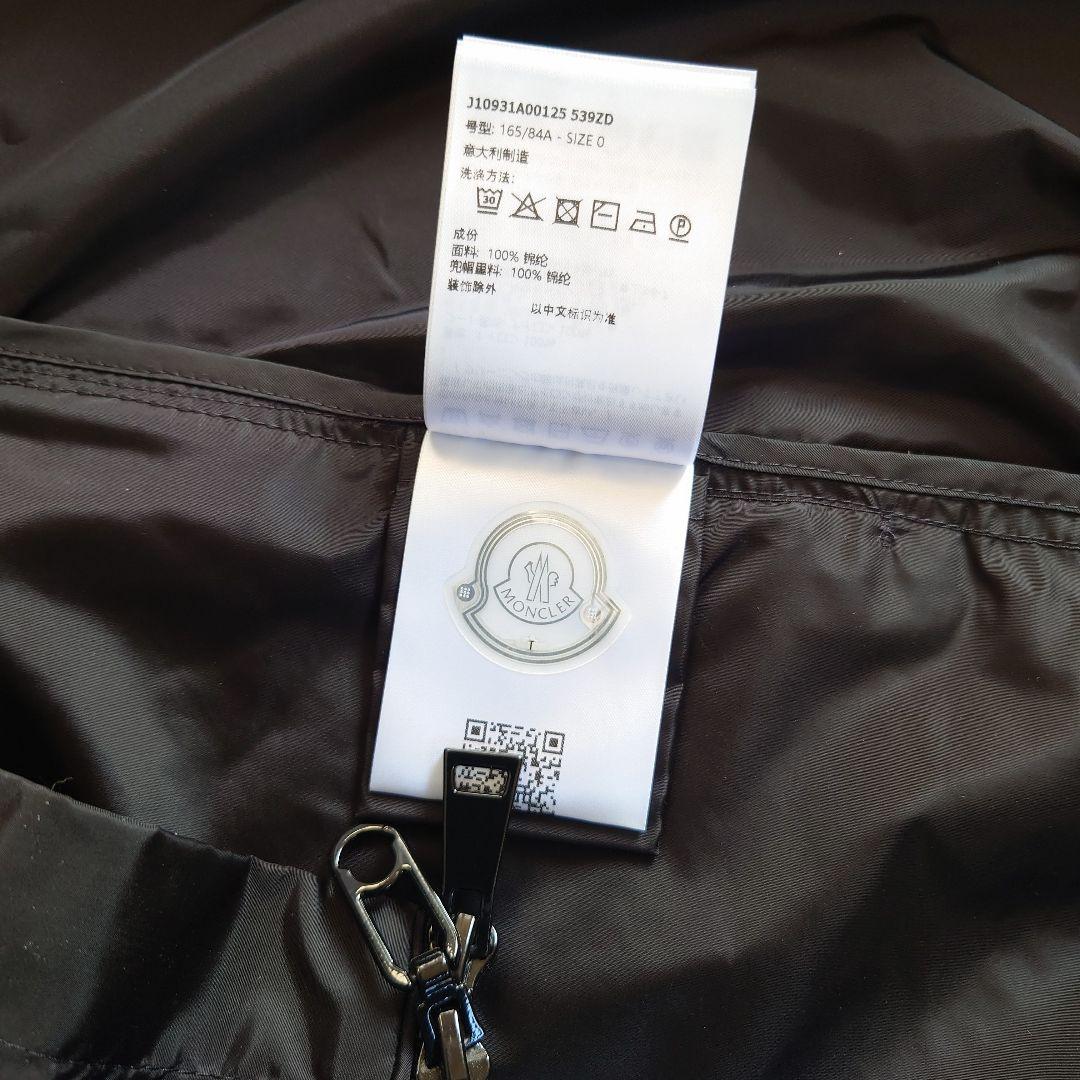 J10931A00125 539ZD
号型: 165/84A - SIZE 0
意大利制造
洗涤方法:
30
P
成份
面料: 100% 锦纶
兜帽里料: 100% 锦纶
装饰除外
以中文标识为准
MONCLER
T